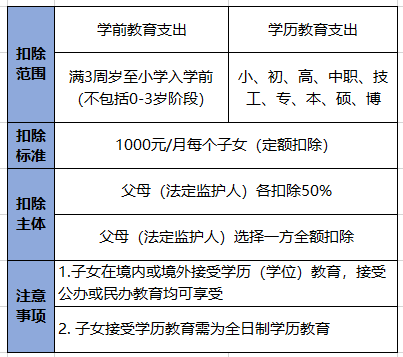 扣除
范围
学前教育支出
学历教育支出
满3周岁至小学入学前
（不包括0-3岁阶段）
小、初、高、中职、技
工、专、本、硕、博
扣除
标准
1000元/月每个子女（定额扣除）
扣除
主体
父母（法定监护人）各扣除50%
父母（法定监护人）选择一方全额扣除
注意
事项
1.子女在境内或境外接受学历（学位）教育，接受
公办或民办教育均可享受
2. 子女接受学历教育需为全日制学历教育